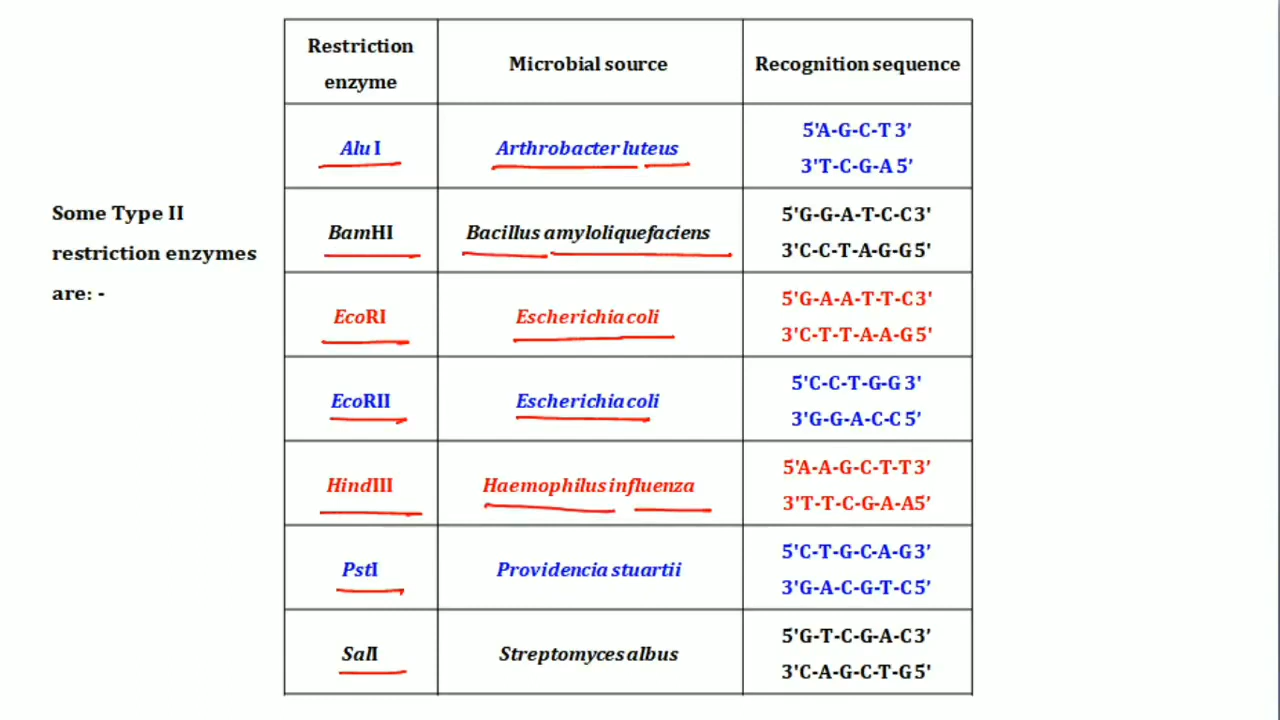 Restriction
enzyme
Microbial source
Recognition sequence
Alu I
Arthrobacter luteus
5'A-G-C-T 3’
3'T-C-G-A 5’
Some Type II
restriction enzymes
are: -
BamHI
Bacillus amyloliquefaciens
5'G-G-A-T-C-C 3'
3'C-C-T-A-G-G 5'
EcoRI
Escherichia coli
5'G-A-A-T-T-C 3'
3'C-T-T-A-A-G 5'
EcoRII
Escherichia coli
5'C-C-T-G-G 3'
3'G-G-A-C-C 5’
HindIII
Haemophilus influenza
5'A-A-G-C-T-T 3’
3'T-T-C-G-A-A5'
PstI
Providencia stuartii
5'C-T-G-C-A-G 3’
3'G-A-C-G-T-C 5’
SalI
Streptomyces albus
5'G-T-C-G-A-C 3’
3'C-A-G-C-T-G 5'